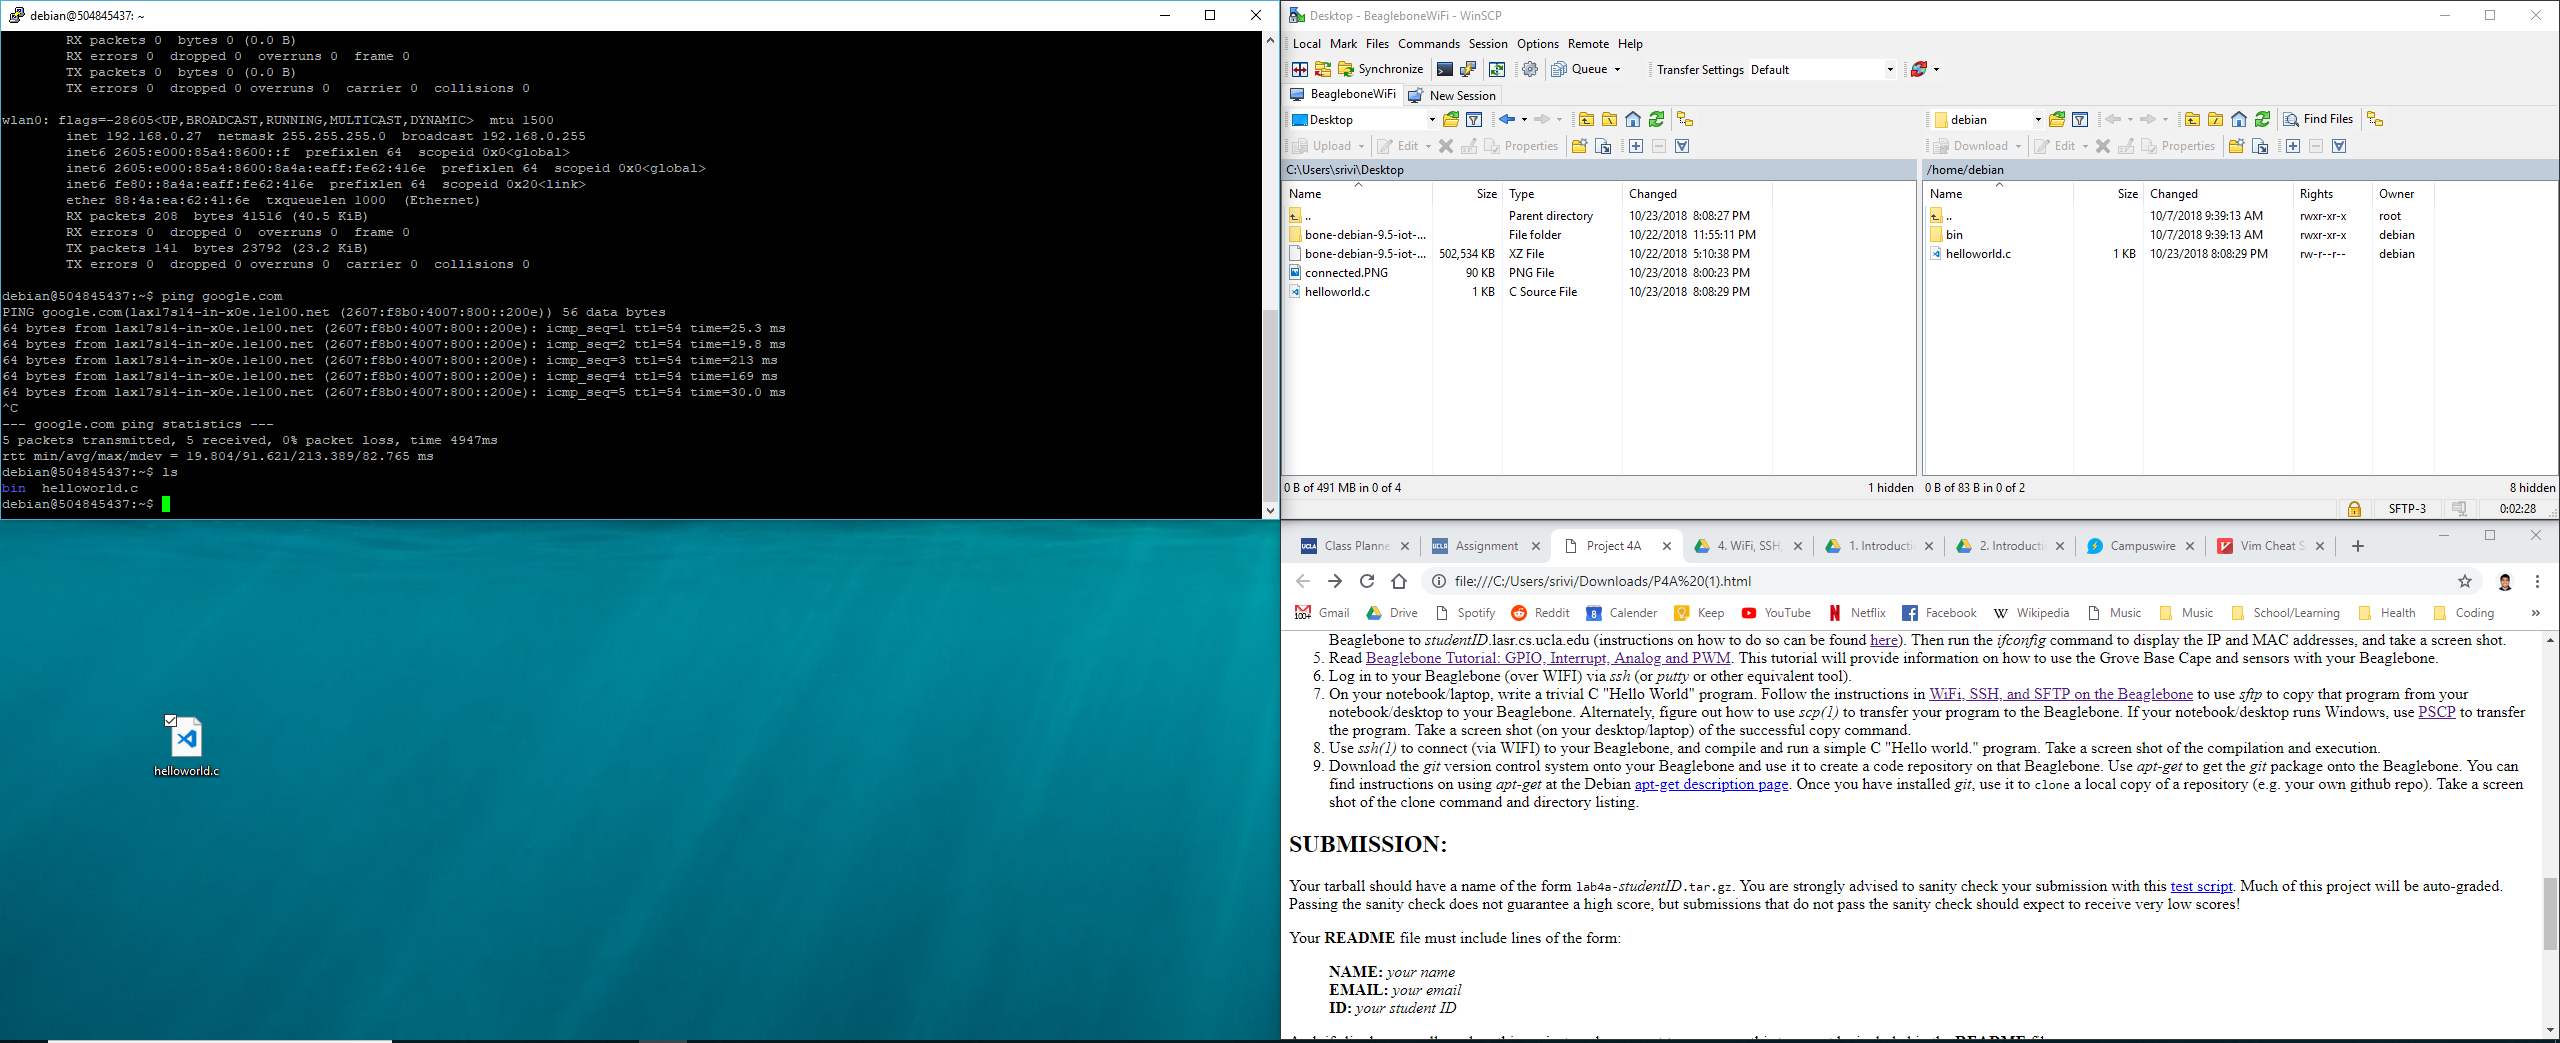 debian@504845437: ~
RX packets 0  bytes 0 (0.0 B)
RX errors 0  dropped 0  overruns 0  frame 0
TX packets 0  bytes 0 (0.0 B)
TX errors 0  dropped 0 overruns 0  carrier 0  collisions 0
wlan0: flags=-28605<UP,BROADCAST,RUNNING,MULTICAST,DYNAMIC>  mtu 1500
inet 192.168.0.27  netmask 255.255.255.0  broadcast 192.168.0.255
inet6 2605:e000:85a4:8600::f  prefixlen 64  scopeid 0x0<global>
inet6 2605:e000:85a4:8600:8a4a:eaff:fe62:416e  prefixlen 64  scopeid 0x0<global>
inet6 fe80::8a4a:eaff:fe62:416e  prefixlen 64  scopeid 0x20<link>
ether 88:4a:ea:62:41:6e  txqueuelen 1000  (Ethernet)
RX packets 208  bytes 41516 (40.5 KiB)
RX errors 0  dropped 0  overruns 0  frame 0
TX packets 141  bytes 23792 (23.2 KiB)
TX errors 0  dropped 0 overruns 0  carrier 0  collisions 0
debian@504845437:~$ ping google.com
PING google.com(lax17s14-in-x0e.1e100.net (2607:f8b0:4007:800::200e)) 56 data bytes
64 bytes from lax17s14-in-x0e.1e100.net (2607:f8b0:4007:800::200e): icmp_seq=1 ttl=54 time=25.3 ms
64 bytes from lax17s14-in-x0e.1e100.net (2607:f8b0:4007:800::200e): icmp_seq=2 ttl=54 time=19.8 ms
64 bytes from lax17s14-in-x0e.1e100.net (2607:f8b0:4007:800::200e): icmp_seq=3 ttl=54 time=213 ms
64 bytes from lax17s14-in-x0e.1e100.net (2607:f8b0:4007:800::200e): icmp_seq=4 ttl=54 time=169 ms
64 bytes from lax17s14-in-x0e.1e100.net (2607:f8b0:4007:800::200e): icmp_seq=5 ttl=54 time=30.0 ms
^C
--- google.com ping statistics ---
5 packets transmitted, 5 received, 0% packet loss, time 4947ms
rtt min/avg/max/mdev = 19.804/91.621/213.389/82.765 ms
debian@504845437:~$ ls
bin  helloworld.c
debian@504845437:~$
helloworld.c
Desktop - BeagleboneWiFi - WinSCP
Local Mark Files Commands Session Options Remote Help
Synchronize Queue Transfer Settings Default
BeagleboneWiFi New Session
Desktop
Upload Edit Properties
C:\Users\srivi\Desktop
Name Size Type Changed
.. Parent directory 10/23/2018 8:08:27 PM
bone-debian-9.5-iot-... File folder 10/22/2018 11:55:11 PM
bone-debian-9.5-iot-... 502,534 KB XZ File 10/22/2018 5:10:38 PM
connected.PNG 90 KB PNG File 10/23/2018 8:00:23 PM
helloworld.c 1 KB C Source File 10/23/2018 8:08:29 PM
0 B of 491 MB in 0 of 4 1 hidden
debian Find Files
Download Edit Properties
/home/debian
Name Size Changed Rights Owner
.. 10/7/2018 9:39:13 AM rwxr-xr-x root
bin 10/7/2018 9:39:13 AM rwxr-xr-x debian
helloworld.c 1 KB 10/23/2018 8:08:29 PM rw-r--r-- debian
0 B of 83 B in 0 of 2 8 hidden
SFTP-3 0:02:28
UCLA Class Planne UCLA Assignment Project 4A 4. WiFi, SSH, 1. Introducti 2. Introducti Campuswire Vim Cheat S
file:///C:/Users/srivi/Downloads/P4A%20(1).html
100+ Gmail Drive Spotify Reddit 8 Calender Keep YouTube Netflix Facebook W Wikipedia Music Music School/Learning Health Coding »
Beaglebone to studentID.lasr.cs.ucla.edu (instructions on how to do so can be found here). Then run the ifconfig command to display the IP and MAC addresses, and take a screen shot.
5. Read Beaglebone Tutorial: GPIO, Interrupt, Analog and PWM. This tutorial will provide information on how to use the Grove Base Cape and sensors with your Beaglebone.
6. Log in to your Beaglebone (over WIFI) via ssh (or putty or other equivalent tool).
7. On your notebook/laptop, write a trivial C "Hello World" program. Follow the instructions in WiFi, SSH, and SFTP on the Beaglebone to use sftp to copy that program from your
notebook/desktop to your Beaglebone. Alternately, figure out how to use scp(1) to transfer your program to the Beaglebone. If your notebook/desktop runs Windows, use PSCP to transfer
the program. Take a screen shot (on your desktop/laptop) of the successful copy command.
8. Use ssh(1) to connect (via WIFI) to your Beaglebone, and compile and run a simple C "Hello world." program. Take a screen shot of the compilation and execution.
9. Download the git version control system onto your Beaglebone and use it to create a code repository on that Beaglebone. Use apt-get to get the git package onto the Beaglebone. You can
find instructions on using apt-get at the Debian apt-get description page. Once you have installed git, use it to clone a local copy of a repository (e.g. your own github repo). Take a screen
shot of the clone command and directory listing.
SUBMISSION:
Your tarball should have a name of the form lab4a-studentID.tar.gz. You are strongly advised to sanity check your submission with this test script. Much of this project will be auto-graded.
Passing the sanity check does not guarantee a high score, but submissions that do not pass the sanity check should expect to receive very low scores!
Your README file must include lines of the form:
NAME: your name
EMAIL: your email
ID: your student ID